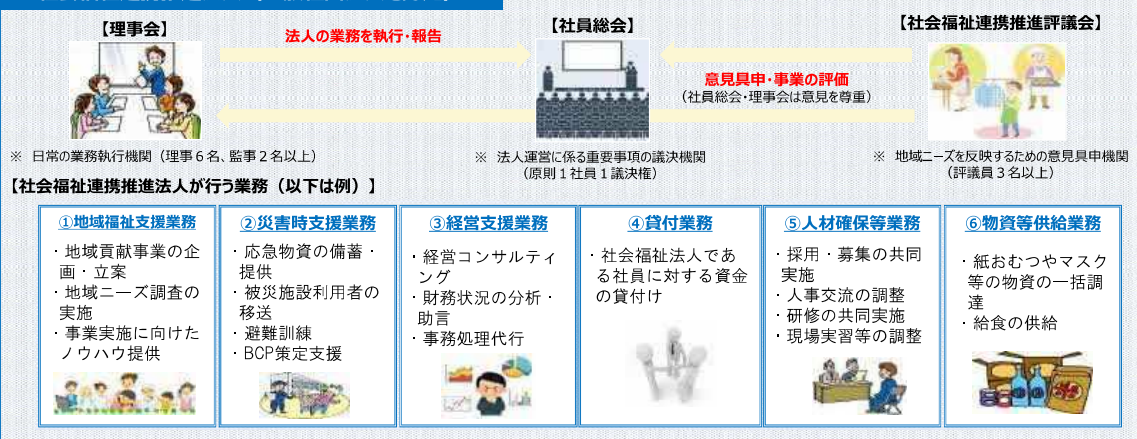 【理事会】
法人の業務を執行・報告
【社員総会】
【社会福祉連携推進評議会】
意見具申・事業の評価
（社員総会・理事会は意見を尊重）
※ 日常の業務執行機関（理事６名、監事２名以上）
※ 法人運営に係る重要事項の議決機関
（原則１社員１議決権）
※ 地域ニーズを反映するための意見具申機関
（評議員３名以上）
【社会福祉連携推進法人が行う業務（以下は例）】
①地域福祉支援業務
・地域貢献事業の企
画・立案
・地域ニーズ調査の
実施
・事業実施に向けた
ノウハウ提供
②災害時支援業務
・応急物資の備蓄・
提供
・被災施設利用者の
移送
・避難訓練
・BCP策定支援
③経営支援業務
・経営コンサルティ
ング
・財務状況の分析・
助言
・事務処理代行
④貸付業務
・社会福祉法人であ
る社員に対する資金
の貸付け
⑤人材確保等業務
・採用・募集の共同
実施
・人事交流の調整
・研修の共同実施
・現場実習等の調整
⑥物資等供給業務
・紙おむつやマスク
等の物資の一括調
達
・給食の供給